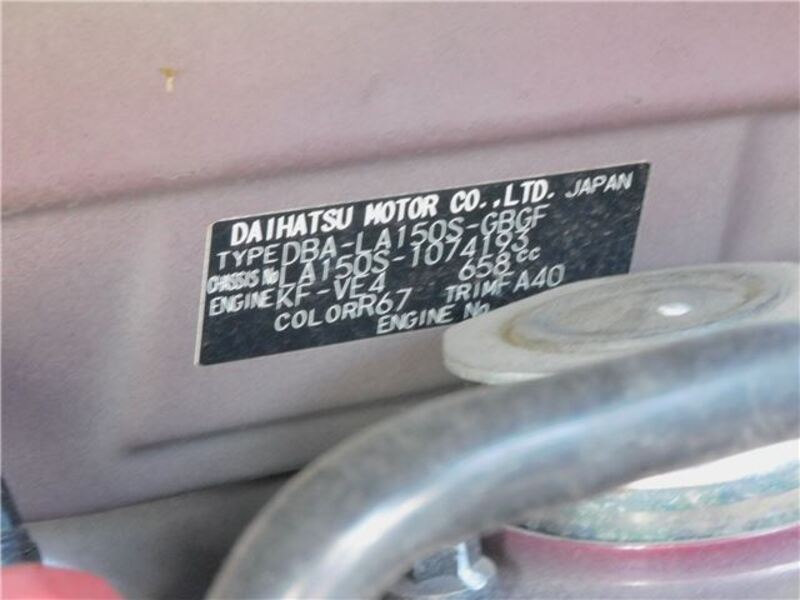 DAIHATSU MOTOR CO.,LTD. JAPAN
TYPE DBA-LA150S-GBGF
CHASSIS No LA150S-1074193
ENGINE KF-VE4 658cc
COLOR R67 TRIM FA40
ENGINE No.